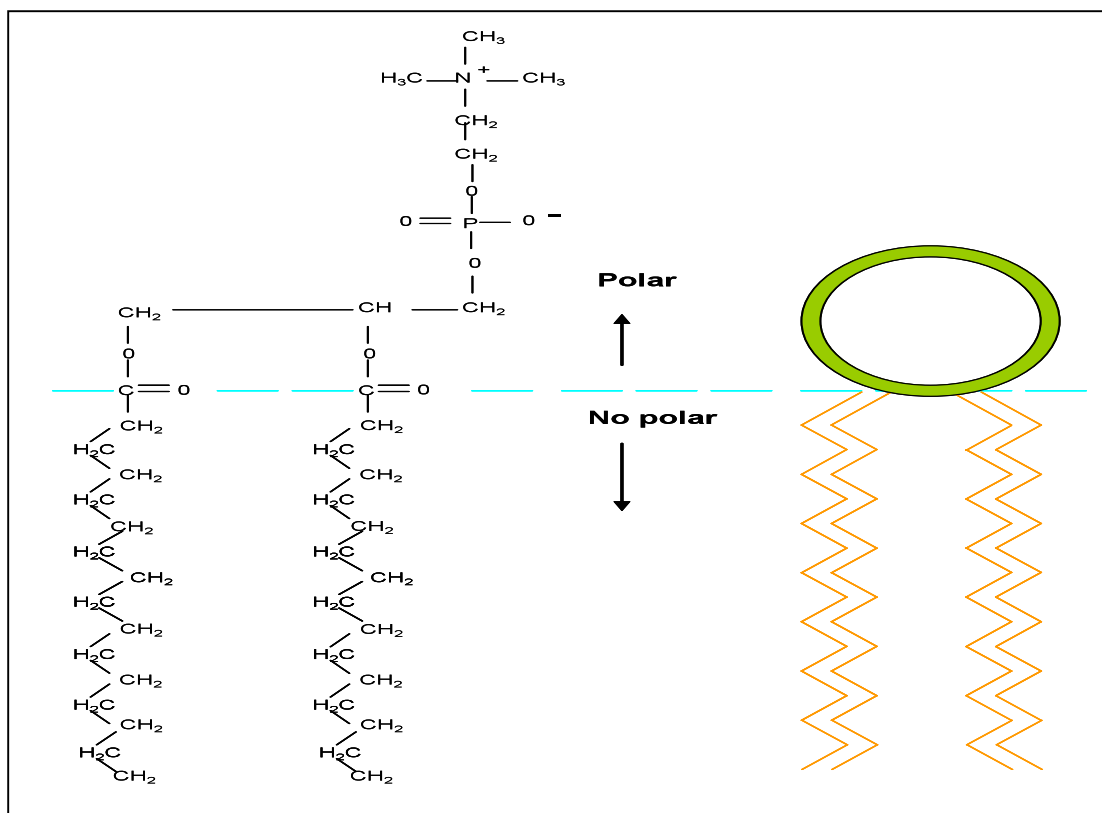 CH₃
H₃C N + CH₃
CH₂
CH₂
O
O P O −
O
Polar
CH₂ CH CH₂
O O
C O C O
No polar
CH₂ CH₂
H₂C H₂C
CH₂ CH₂
H₂C H₂C
CH₂ CH₂
H₂C H₂C
CH₂ CH₂
H₂C H₂C
CH₂ CH₂
H₂C H₂C
CH₂ CH₂
H₂C H₂C
CH₂ CH₂
H₂C H₂C
CH₂ CH₂